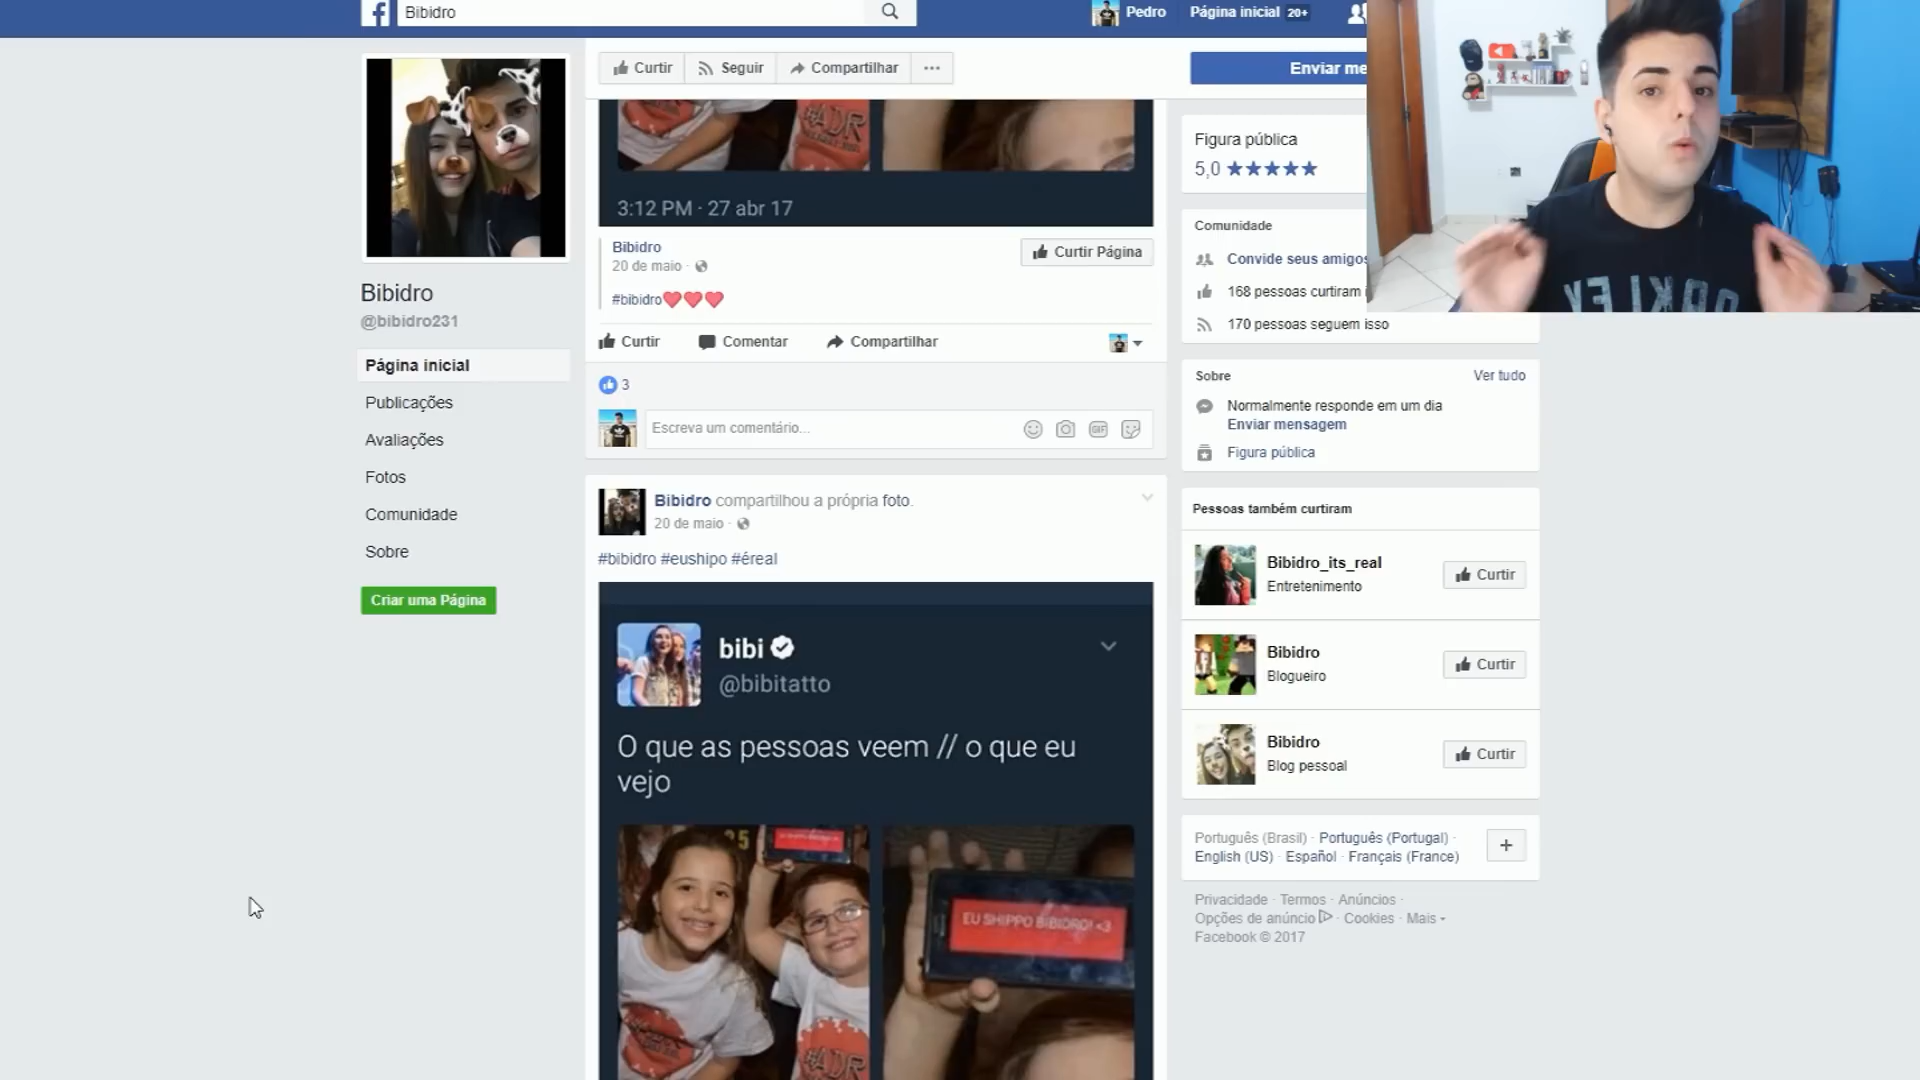 Bibidro
Pedro
Página inicial 20+
Curtir
Seguir
Compartilhar
Enviar me
Bibidro
@bibidro231
Página inicial
Publicações
Avaliações
Fotos
Comunidade
Sobre
Criar uma Página
3:12 PM · 27 abr 17
Bibidro
20 de maio ·
Curtir Página
#bibidro❤❤❤
Curtir
Comentar
Compartilhar
3
Escreva um comentário...
GIF
Bibidro compartilhou a própria foto.
20 de maio ·
#bibidro #eushipo #éreal
bibi
@bibitatto
O que as pessoas veem // o que eu
vejo
EU SHIPPO BIBIDRO! <3
#ADR
#ADR
Figura pública
5,0 ★★★★★
Comunidade
Convide seus amigos
168 pessoas curtiram i
170 pessoas seguem isso
Sobre
Ver tudo
Normalmente responde em um dia
Enviar mensagem
Figura pública
Pessoas também curtiram
Bibidro_its_real
Entretenimento
Curtir
Bibidro
Blogueiro
Curtir
Bibidro
Blog pessoal
Curtir
Português (Brasil) · Português (Portugal) ·
English (US) · Español · Français (France)
Privacidade · Termos · Anúncios ·
Opções de anúncio · Cookies · Mais
Facebook © 2017
OAKLEY